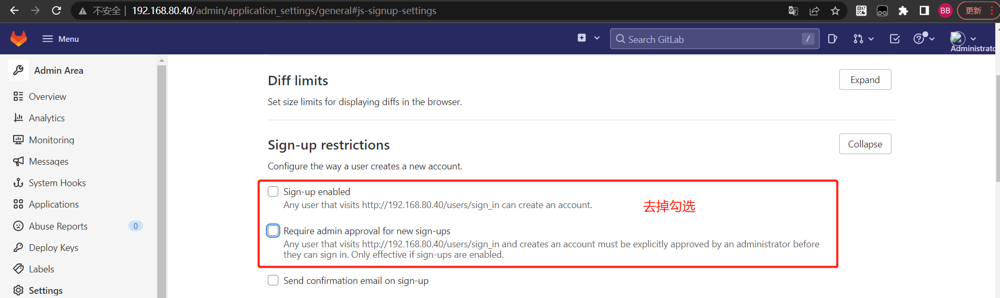 不安全 | 192.168.80.40/admin/application_settings/general#js-signup-settings
BB
更新
Menu
Search GitLab
/
Administrato
Admin Area
Overview
Analytics
Monitoring
Messages
System Hooks
Applications
Abuse Reports 0
Deploy Keys
Labels
Settings
Diff limits
Expand
Set size limits for displaying diffs in the browser.
Sign-up restrictions
Collapse
Configure the way a user creates a new account.
Sign-up enabled
Any user that visits http://192.168.80.40/users/sign_in can create an account.
去掉勾选
Require admin approval for new sign-ups
Any user that visits http://192.168.80.40/users/sign_in and creates an account must be explicitly approved by an administrator before
they can sign in. Only effective if sign-ups are enabled.
Send confirmation email on sign-up